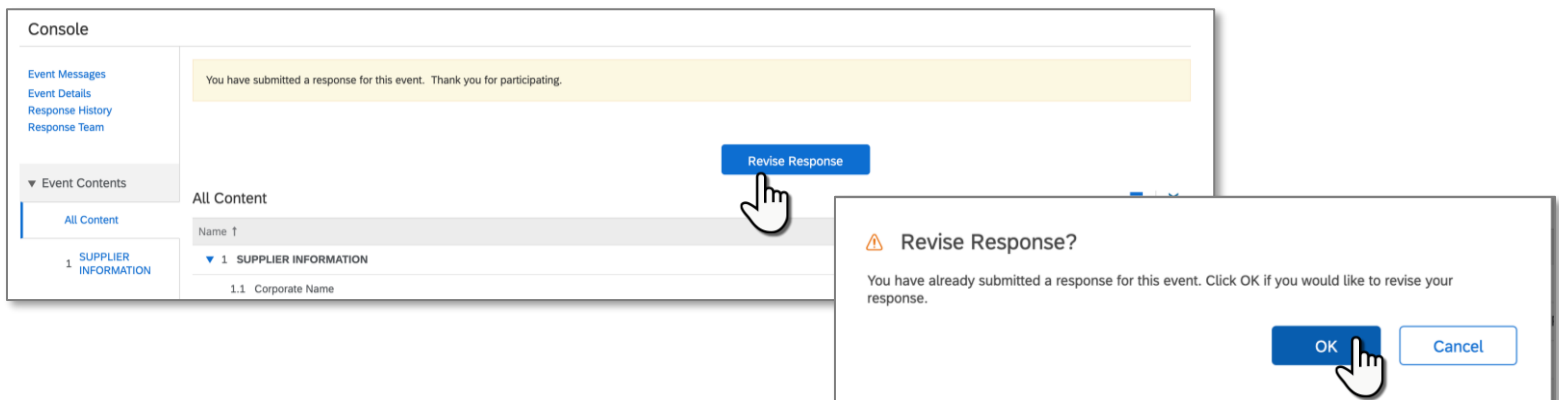 Console
Event Messages
Event Details
Response History
Response Team
You have submitted a response for this event. Thank you for participating.
Revise Response
▼ Event Contents
All Content
1 SUPPLIER
INFORMATION
All Content
Name ↑
▼ 1 SUPPLIER INFORMATION
1.1 Corporate Name
Revise Response?
You have already submitted a response for this event. Click OK if you would like to revise your
response.
OK
Cancel